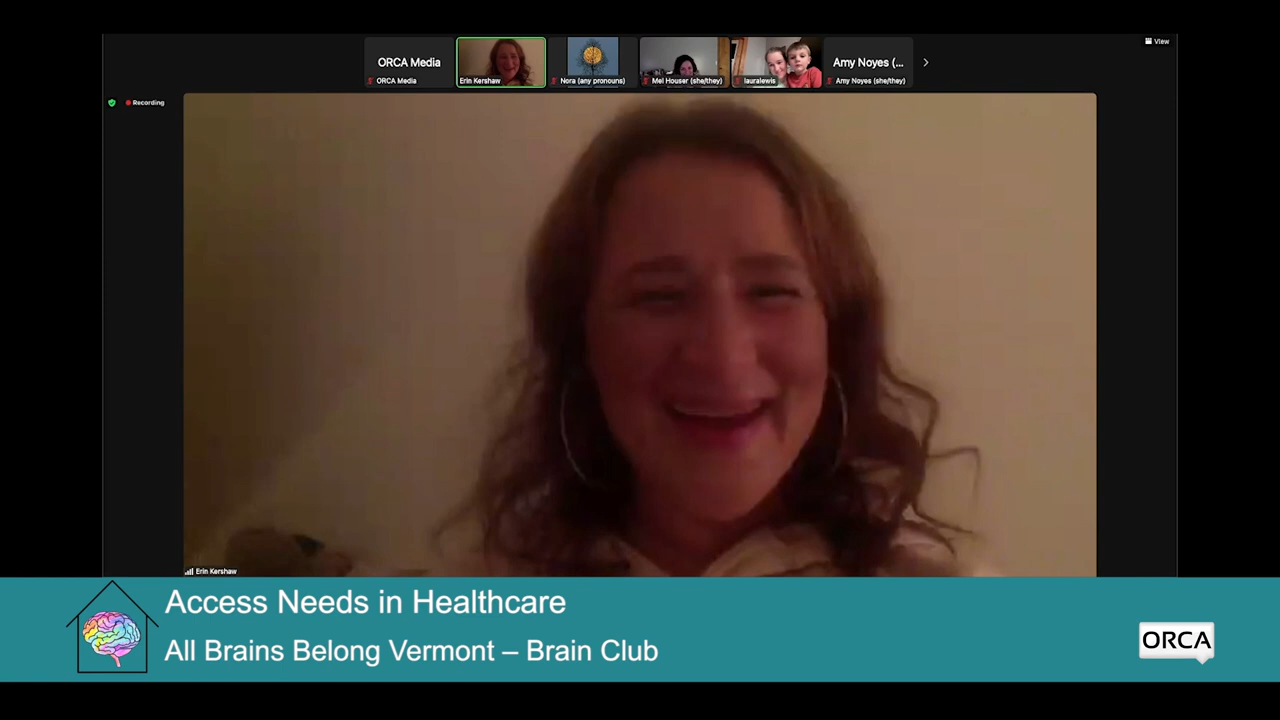 View
ORCA Media
ORCA Media
Erin Kershaw
Nora (any pronouns)
Mel Houser (she/they)
lauralewis
Amy Noyes (...
Amy Noyes (she/they)
Recording
Erin Kershaw
Access Needs in Healthcare
All Brains Belong Vermont – Brain Club
ORCA